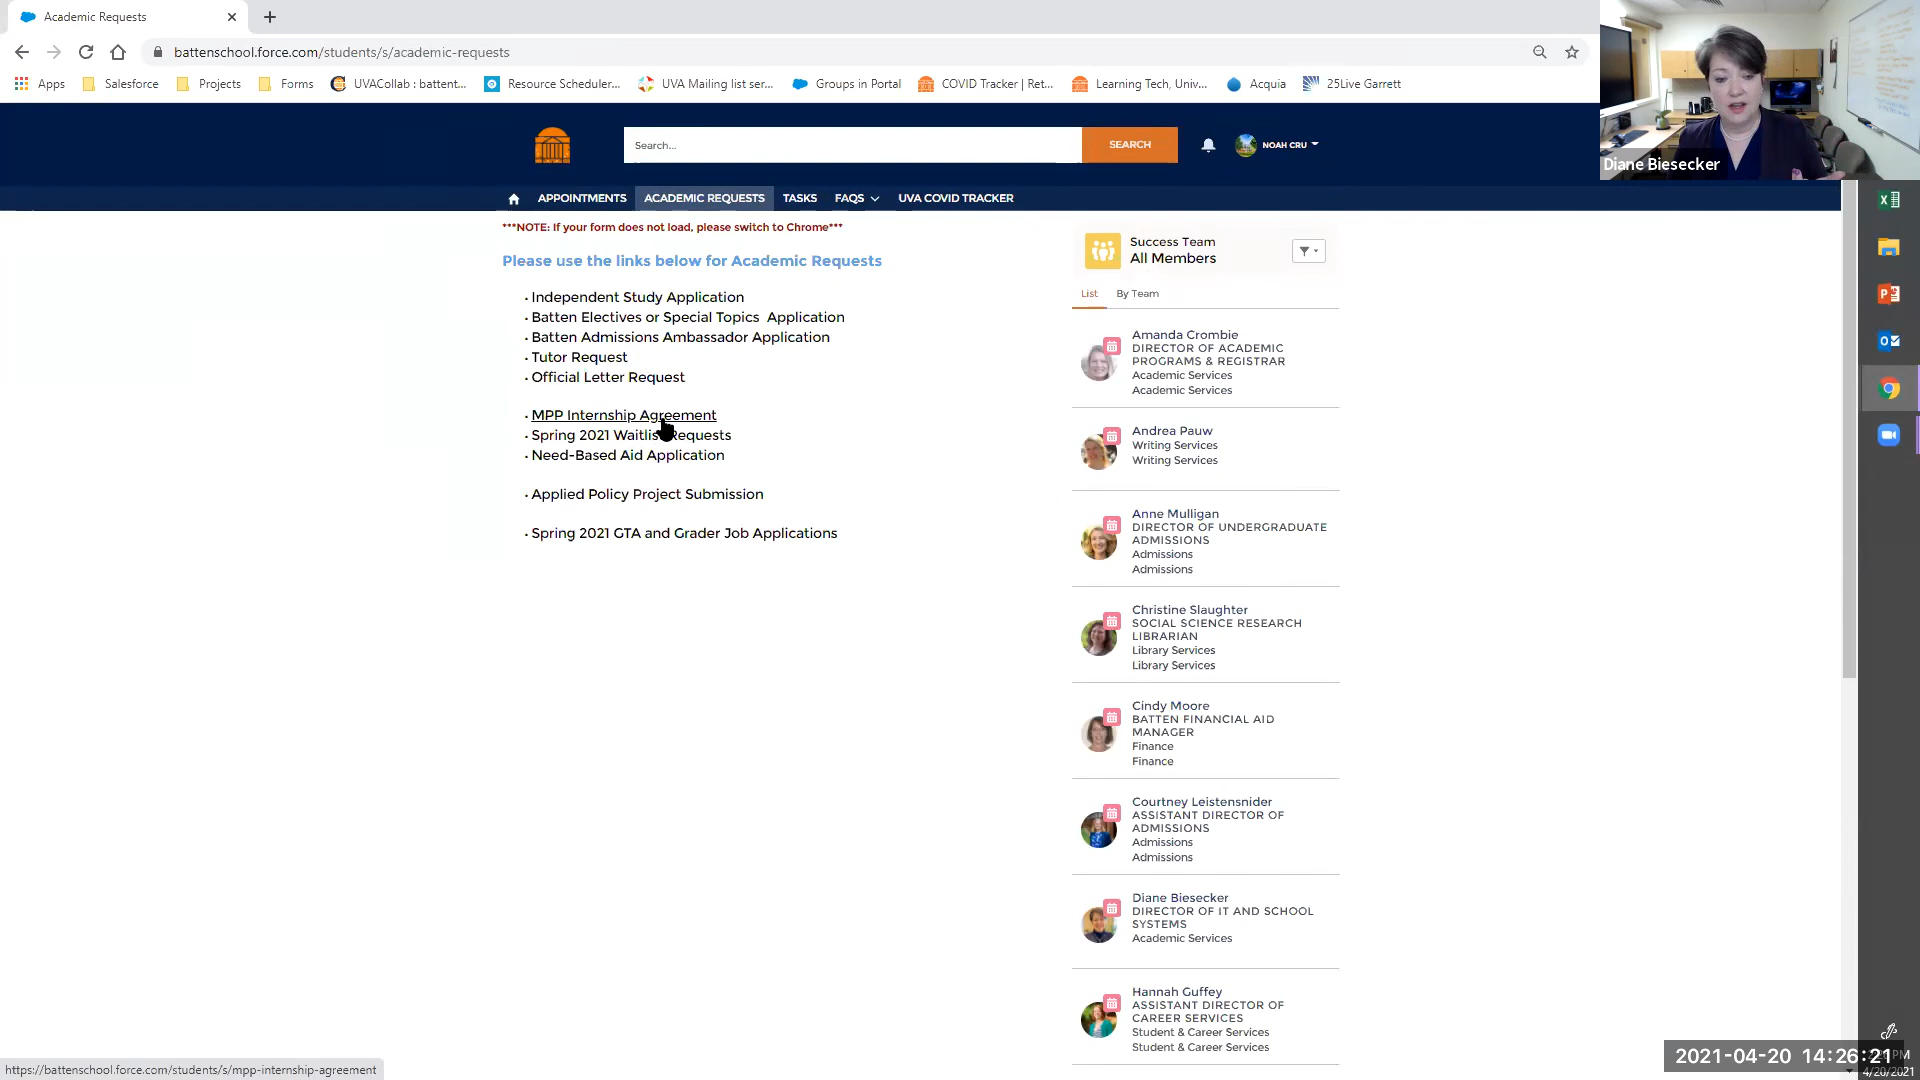 Academic Requests
battenschool.force.com/students/s/academic-requests
Apps Salesforce Projects Forms UVACollab : battent... Resource Scheduler... UVA Mailing list ser... Groups in Portal COVID Tracker | Ret... Learning Tech, Univ... Acquia 25Live Garrett
Diane Biesecker
Search...
SEARCH
NOAH CRU
APPOINTMENTS ACADEMIC REQUESTS TASKS FAQS UVA COVID TRACKER
***NOTE: If your form does not load, please switch to Chrome***
Please use the links below for Academic Requests
• Independent Study Application
• Batten Electives or Special Topics Application
• Batten Admissions Ambassador Application
• Tutor Request
• Official Letter Request
• MPP Internship Agreement
• Spring 2021 Waitlist Requests
• Need-Based Aid Application
• Applied Policy Project Submission
• Spring 2021 GTA and Grader Job Applications
Success Team
All Members
List By Team
Amanda Crombie
DIRECTOR OF ACADEMIC
PROGRAMS & REGISTRAR
Academic Services
Academic Services
Andrea Pauw
Writing Services
Writing Services
Anne Mulligan
DIRECTOR OF UNDERGRADUATE
ADMISSIONS
Admissions
Admissions
Christine Slaughter
SOCIAL SCIENCE RESEARCH
LIBRARIAN
Library Services
Library Services
Cindy Moore
BATTEN FINANCIAL AID
MANAGER
Finance
Finance
Courtney Leistensnider
ASSISTANT DIRECTOR OF
ADMISSIONS
Admissions
Admissions
Diane Biesecker
DIRECTOR OF IT AND SCHOOL
SYSTEMS
Academic Services
Hannah Guffey
ASSISTANT DIRECTOR OF
CAREER SERVICES
Student & Career Services
Student & Career Services
https://battenschool.force.com/students/s/mpp-internship-agreement
2021-04-20 14:26:21
PM
4/20/2021